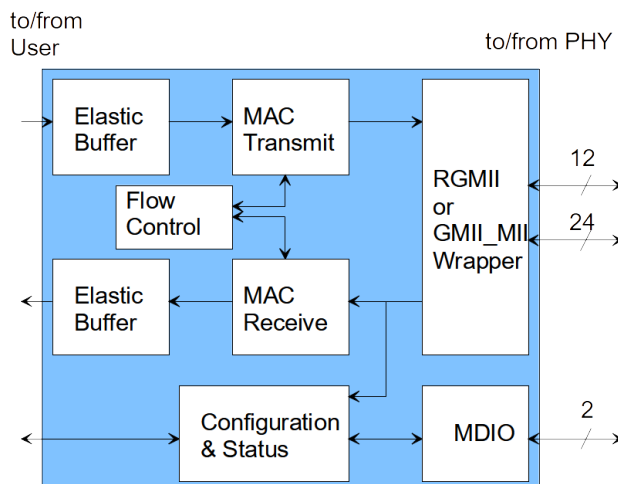 to/from
User
to/from PHY
Elastic
Buffer
MAC
Transmit
RGMII
or
GMII_MII
Wrapper
12
24
Flow
Control
Elastic
Buffer
MAC
Receive
Configuration
& Status
MDIO
2